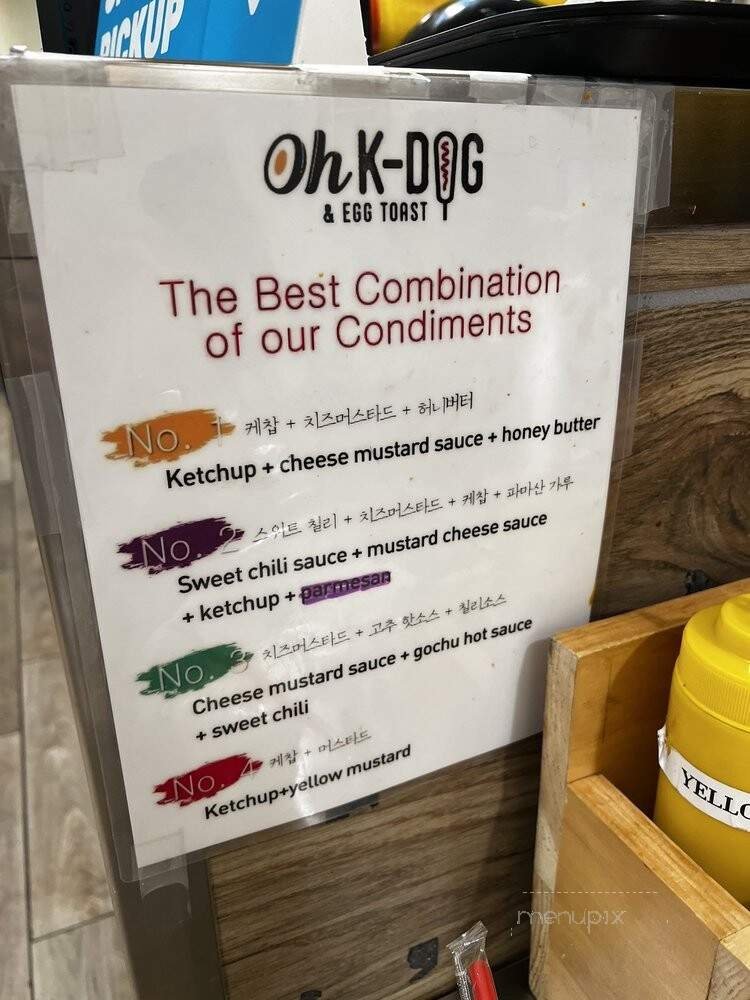 PICKUP
Oh K-DOG
& EGG TOAST
The Best Combination
of our Condiments
No. 1 케찹 + 치즈머스타드 + 허니버터
Ketchup + cheese mustard sauce + honey butter
No. 2 스위트 칠리 + 치즈머스타드 + 케찹 + 파마산 가루
Sweet chili sauce + mustard cheese sauce
+ ketchup + parmesan
No. 3 치즈머스타드 + 고추 핫소스 + 칠리소스
Cheese mustard sauce + gochu hot sauce
+ sweet chili
No. 4 케찹 + 머스타드
Ketchup+yellow mustard
YELLO
menupix